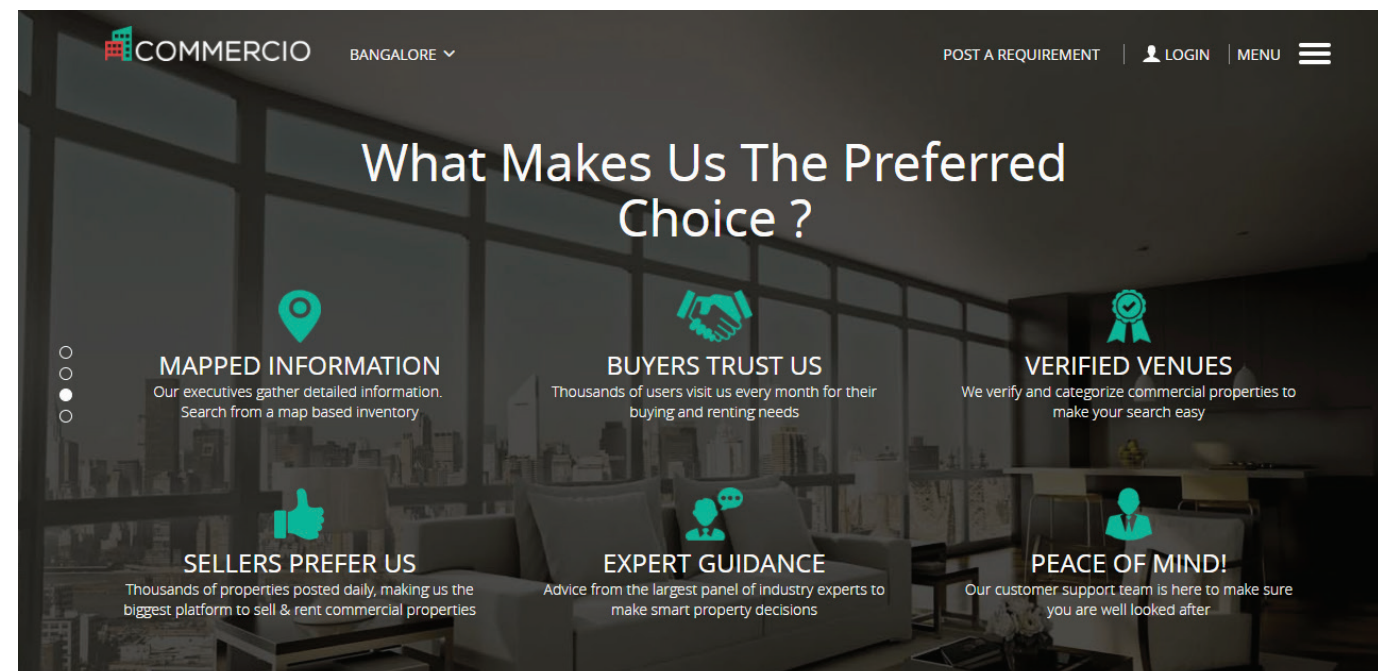 COMMERCIO
BANGALORE
POST A REQUIREMENT
LOGIN
MENU
What Makes Us The Preferred
Choice ?
MAPPED INFORMATION
Our executives gather detailed information.
Search from a map based inventory
BUYERS TRUST US
Thousands of users visit us every month for their
buying and renting needs
VERIFIED VENUES
We verify and categorize commercial properties to
make your search easy
SELLERS PREFER US
Thousands of properties posted daily, making us the
biggest platform to sell & rent commercial properties
EXPERT GUIDANCE
Advice from the largest panel of industry experts to
make smart property decisions
PEACE OF MIND!
Our customer support team is here to make sure
you are well looked after